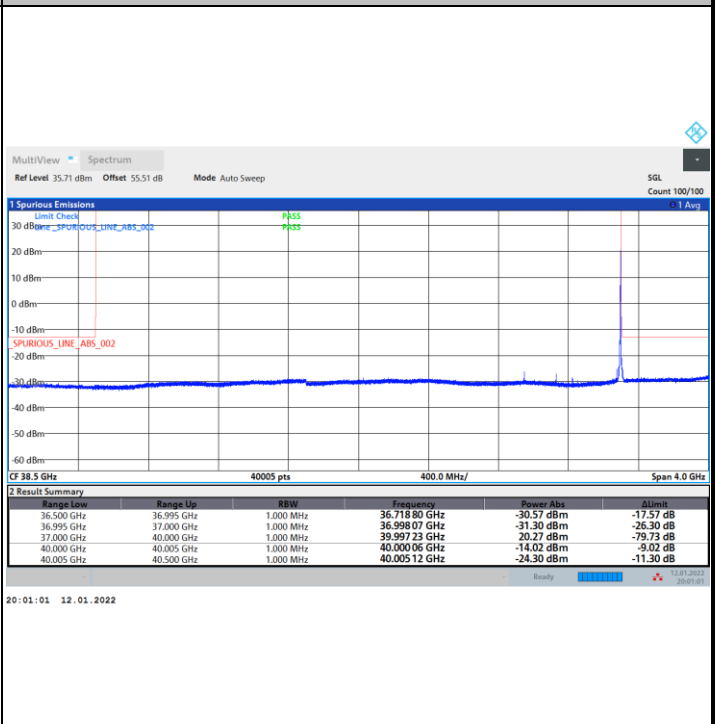 MultiView Spectrum
Ref Level 35.71 dBm Offset 55.51 dB Mode Auto Sweep SGL
Count 100/100
1 Spurious Emissions 1 Avg
Limit Check PASS
30 dBm Line _SPURIOUS_LINE_ABS_002 PASS
20 dBm
10 dBm
0 dBm
-10 dBm
_SPURIOUS_LINE_ABS_002
-20 dBm
-30 dBm
-40 dBm
-50 dBm
-60 dBm
CF 38.5 GHz 40005 pts 400.0 MHz/ Span 4.0 GHz
2 Result Summary
Range Low Range Up RBW Frequency Power Abs ΔLimit
36.500 GHz 36.995 GHz 1.000 MHz 36.718 80 GHz -30.57 dBm -17.57 dB
36.995 GHz 37.000 GHz 1.000 MHz 36.998 07 GHz -31.30 dBm -26.30 dB
37.000 GHz 40.000 GHz 1.000 MHz 39.997 23 GHz 20.27 dBm -79.73 dB
40.000 GHz 40.005 GHz 1.000 MHz 40.000 06 GHz -14.02 dBm -9.02 dB
40.005 GHz 40.500 GHz 1.000 MHz 40.005 12 GHz -24.30 dBm -11.30 dB
Ready 12.01.2022
20:01:01
20:01:01 12.01.2022